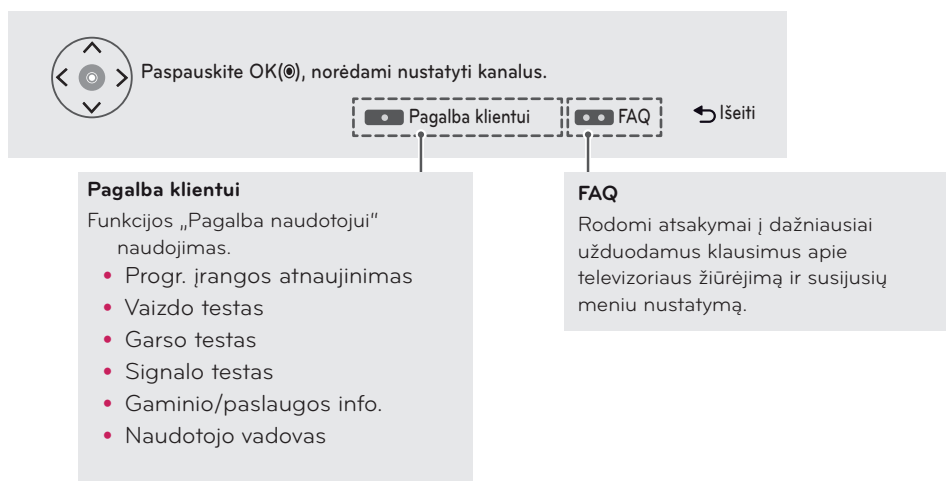 Paspauskite OK(◉), norėdami nustatyti kanalus.
Pagalba klientui
FAQ
Išeiti
Pagalba klientui
Funkcijos „Pagalba naudotojui"
naudojimas.
• Progr. įrangos atnaujinimas
• Vaizdo testas
• Garso testas
• Signalo testas
• Gaminio/paslaugos info.
• Naudotojo vadovas
FAQ
Rodomi atsakymai į dažniausiai
užduodamus klausimus apie
televizoriaus žiūrėjimą ir susijusių
meniu nustatymą.